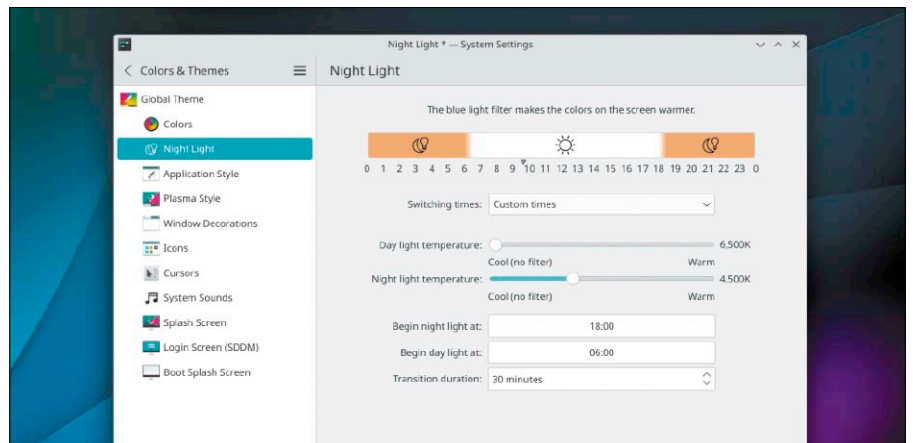 Night Light * — System Settings
Colors & Themes
Night Light
Global Theme
Colors
Night Light
Application Style
Plasma Style
Window Decorations
Icons
Cursors
System Sounds
Splash Screen
Login Screen (SDDM)
Boot Splash Screen
The blue light filter makes the colors on the screen warmer.
0 1 2 3 4 5 6 7 8 9 10 11 12 13 14 15 16 17 18 19 20 21 22 23 0
Switching times: Custom times
Day light temperature: 6,500K
Cool (no filter) Warm
Night light temperature: 4,500K
Cool (no filter) Warm
Begin night light at: 18:00
Begin day light at: 06:00
Transition duration: 30 minutes